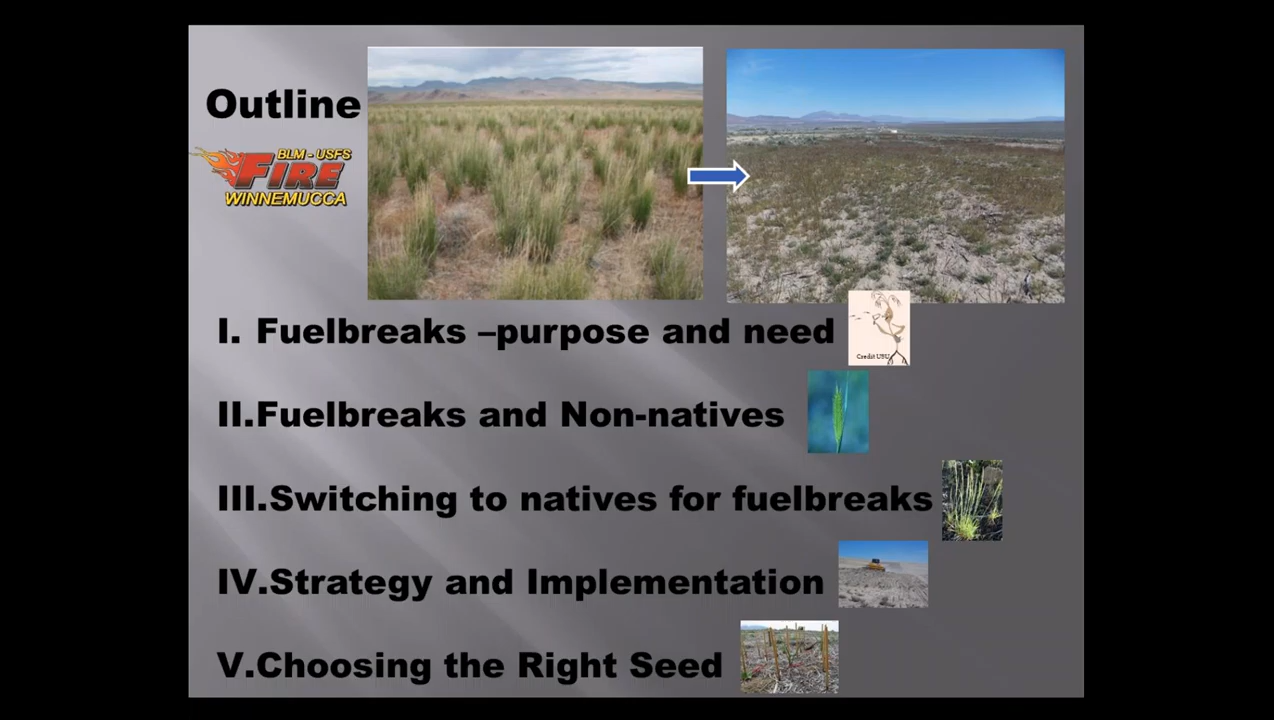 Outline
BLM - USFS
FIRE
WINNEMUCCA
I. Fuelbreaks –purpose and need
Credit USU
II.Fuelbreaks and Non-natives
III.Switching to natives for fuelbreaks
IV.Strategy and Implementation
V.Choosing the Right Seed